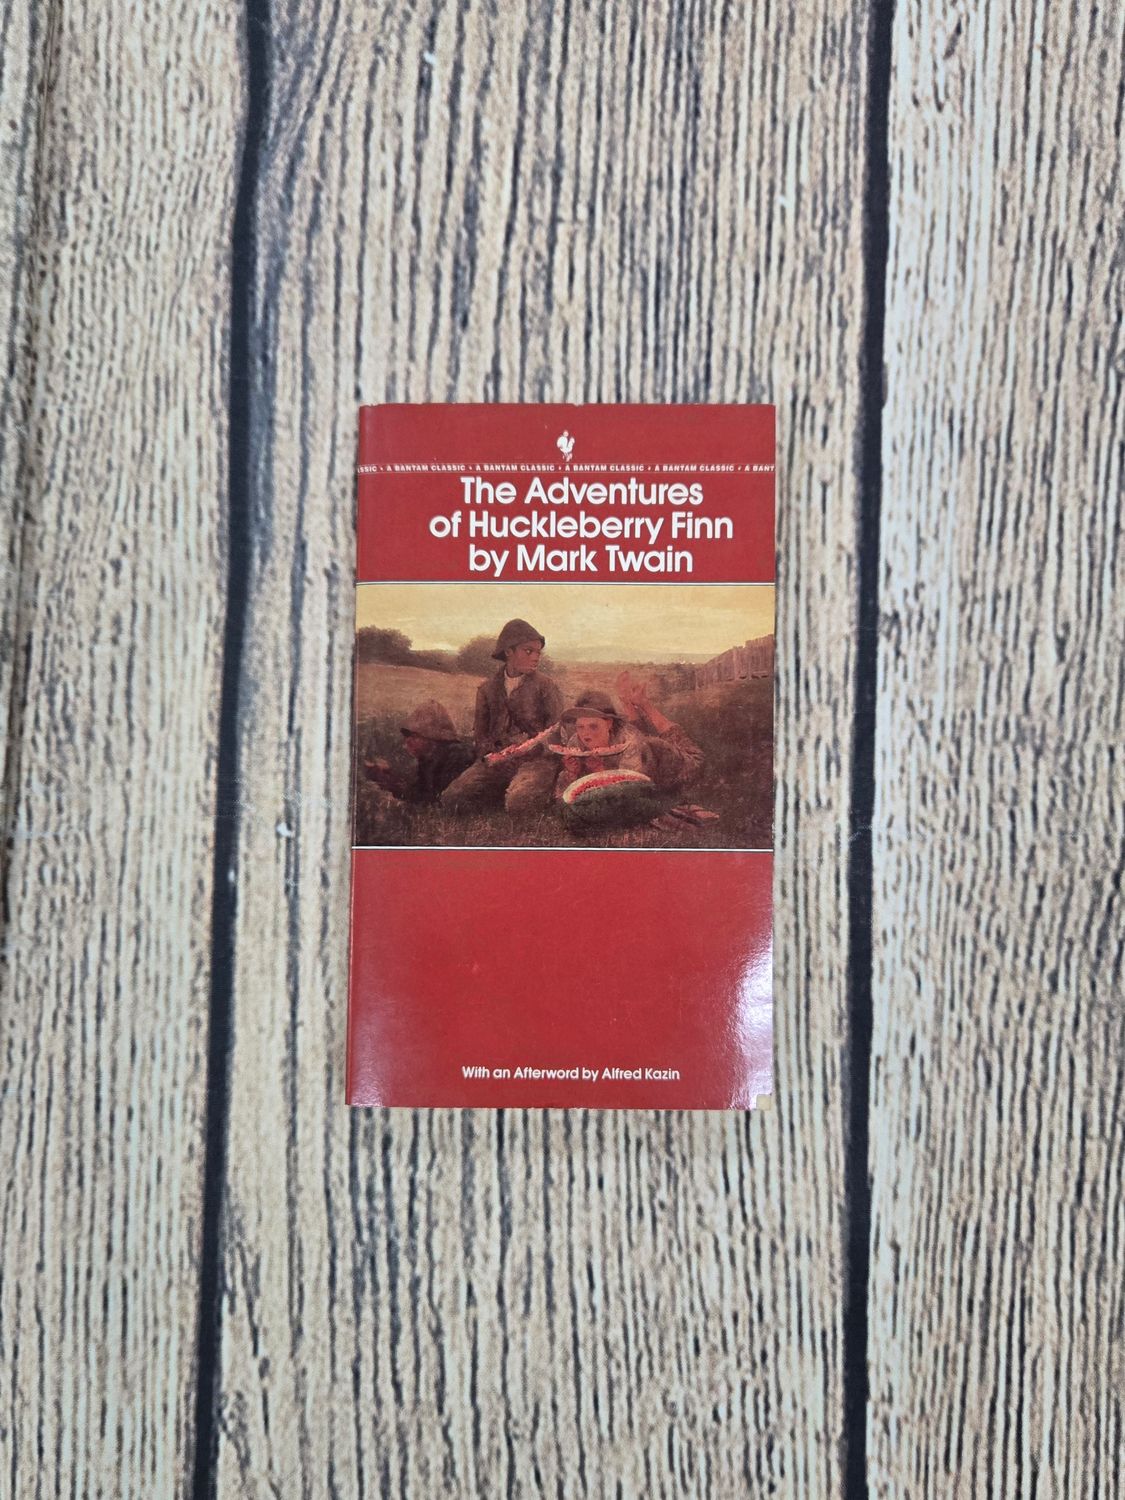 SSIC • A BANTAM CLASSIC • A BANTAM CLASSIC • A BANTAM CLASSIC • A BANTAM CLASSIC • A BANT
The Adventures
of Huckleberry Finn
by Mark Twain
With an Afterword by Alfred Kazin